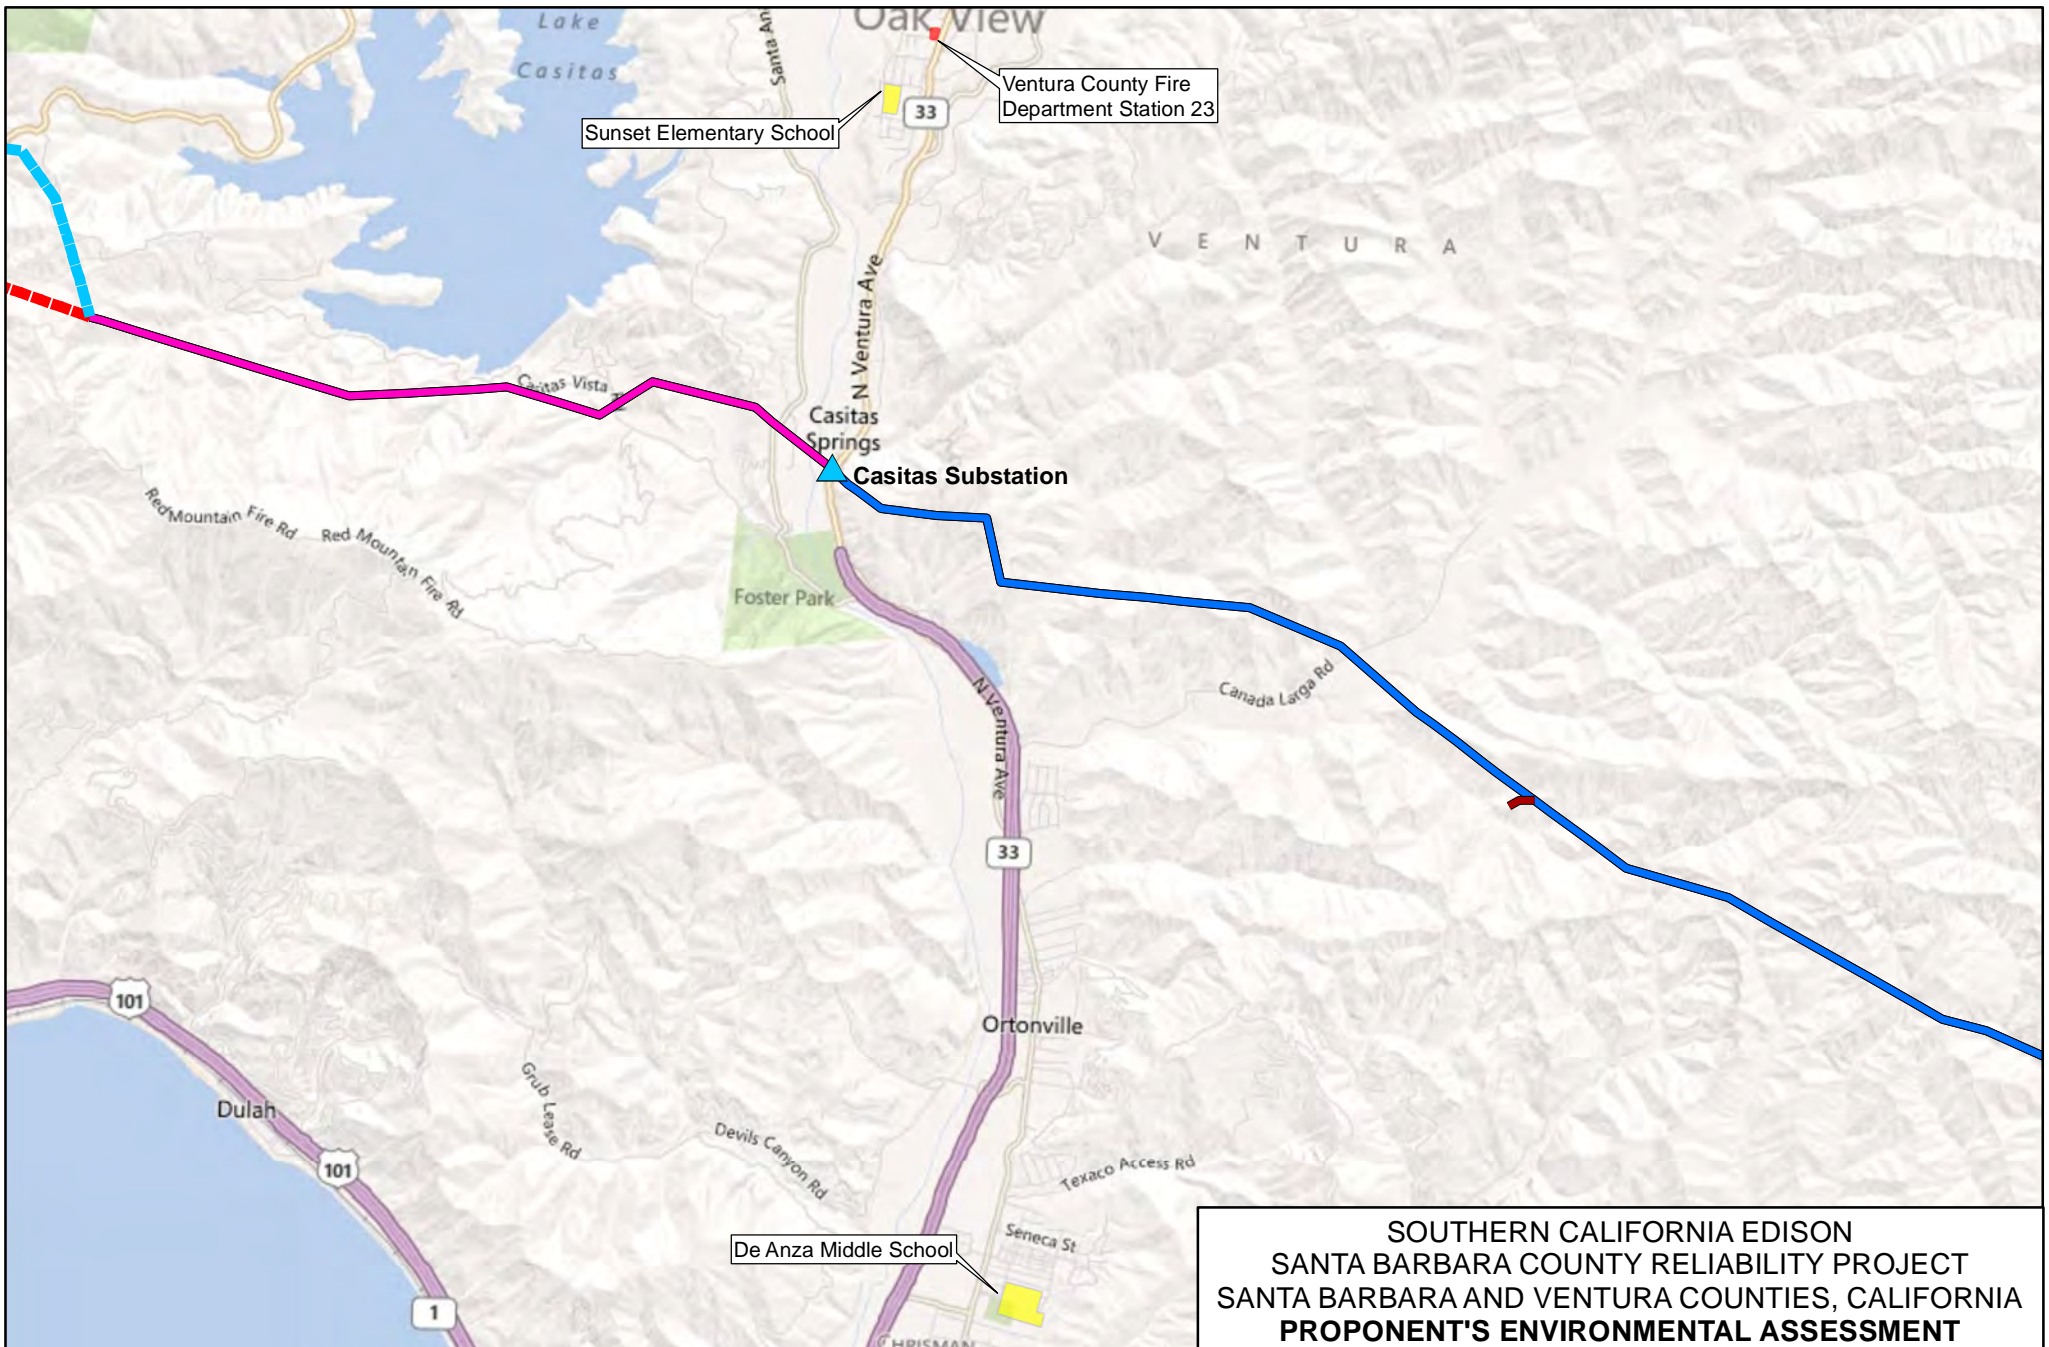 Oak View
Lake
Casitas
Santa An
Ventura County Fire
Department Station 23
33
Sunset Elementary School
V E N T U R A
N Ventura Ave
Casitas Vista
Casitas
Springs
Casitas Substation
Red Mountain Fire Rd
Red Mountain Fire Rd
Foster Park
N Ventura Ave
Canada Larga Rd
33
101
Ortonville
Dulah
Grub Lease Rd
Devils Canyon Rd
101
Texaco Access Rd
Seneca St
De Anza Middle School
1
CHRISMAN
SOUTHERN CALIFORNIA EDISON
SANTA BARBARA COUNTY RELIABILITY PROJECT
SANTA BARBARA AND VENTURA COUNTIES, CALIFORNIA
PROPONENT'S ENVIRONMENTAL ASSESSMENT